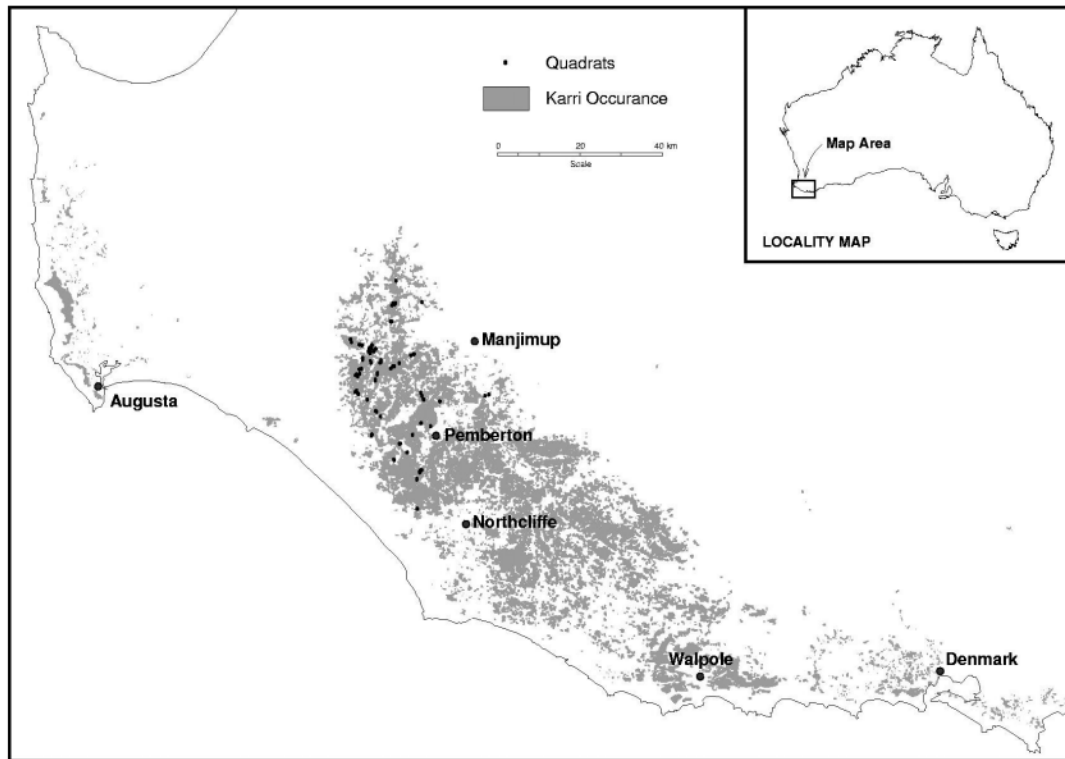 Quadrats
Karri Occurance
0 20 40 km
Scale
Map Area
LOCALITY MAP
Manjimup
Augusta
Pemberton
Northcliffe
Walpole
Denmark